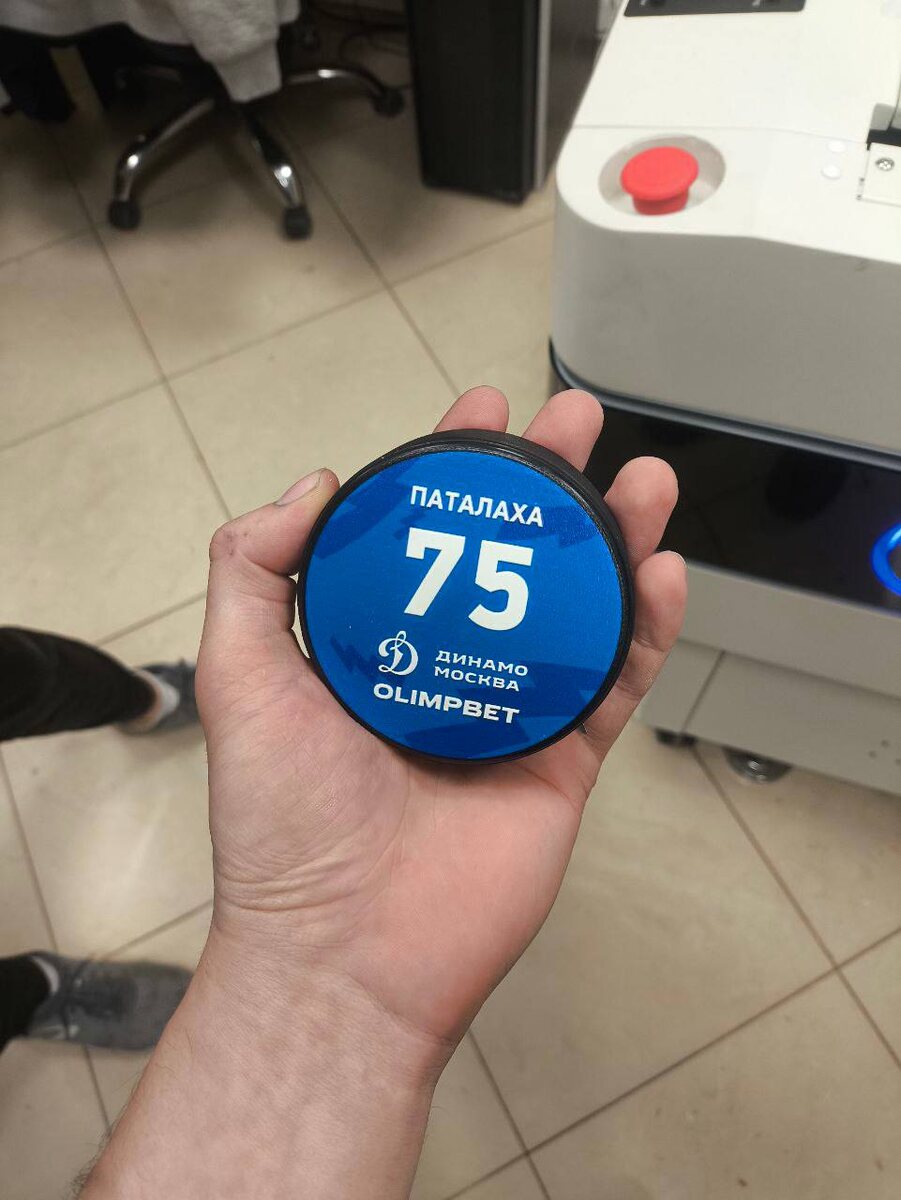 ПАТАЛАХА
75
ДИНАМО
МОСКВА
OLIMPBET